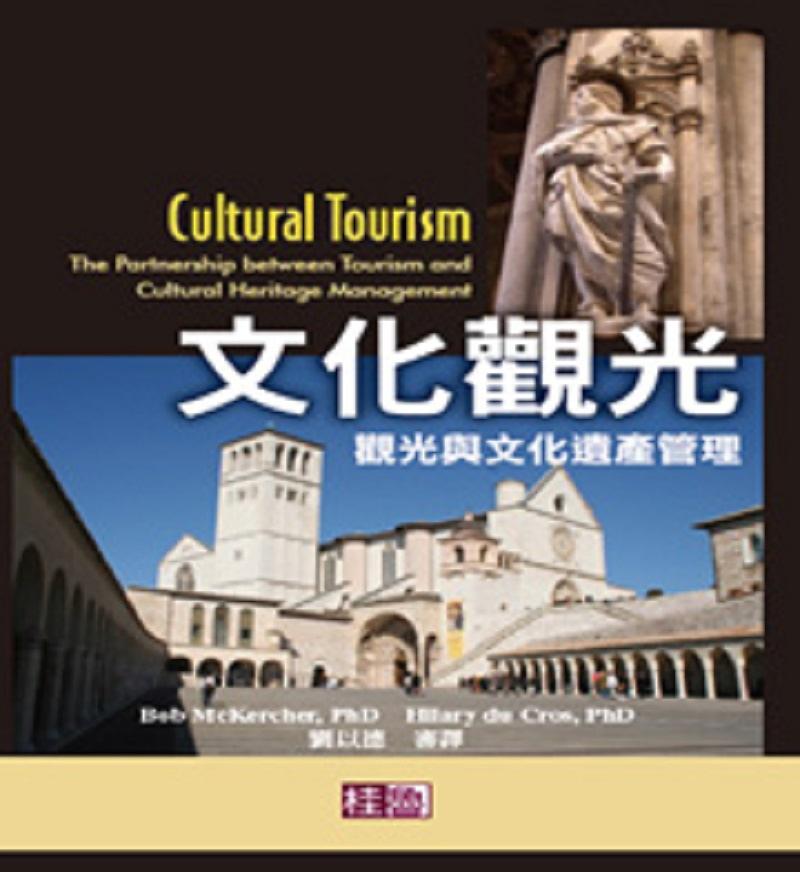 Cultural Tourism
The Partnership between Tourism and
Cultural Heritage Management
文化觀光
觀光與文化遺產管理
Bob McKercher, PhD Hilary du Cros, PhD
劉以德 審譯
桂魯